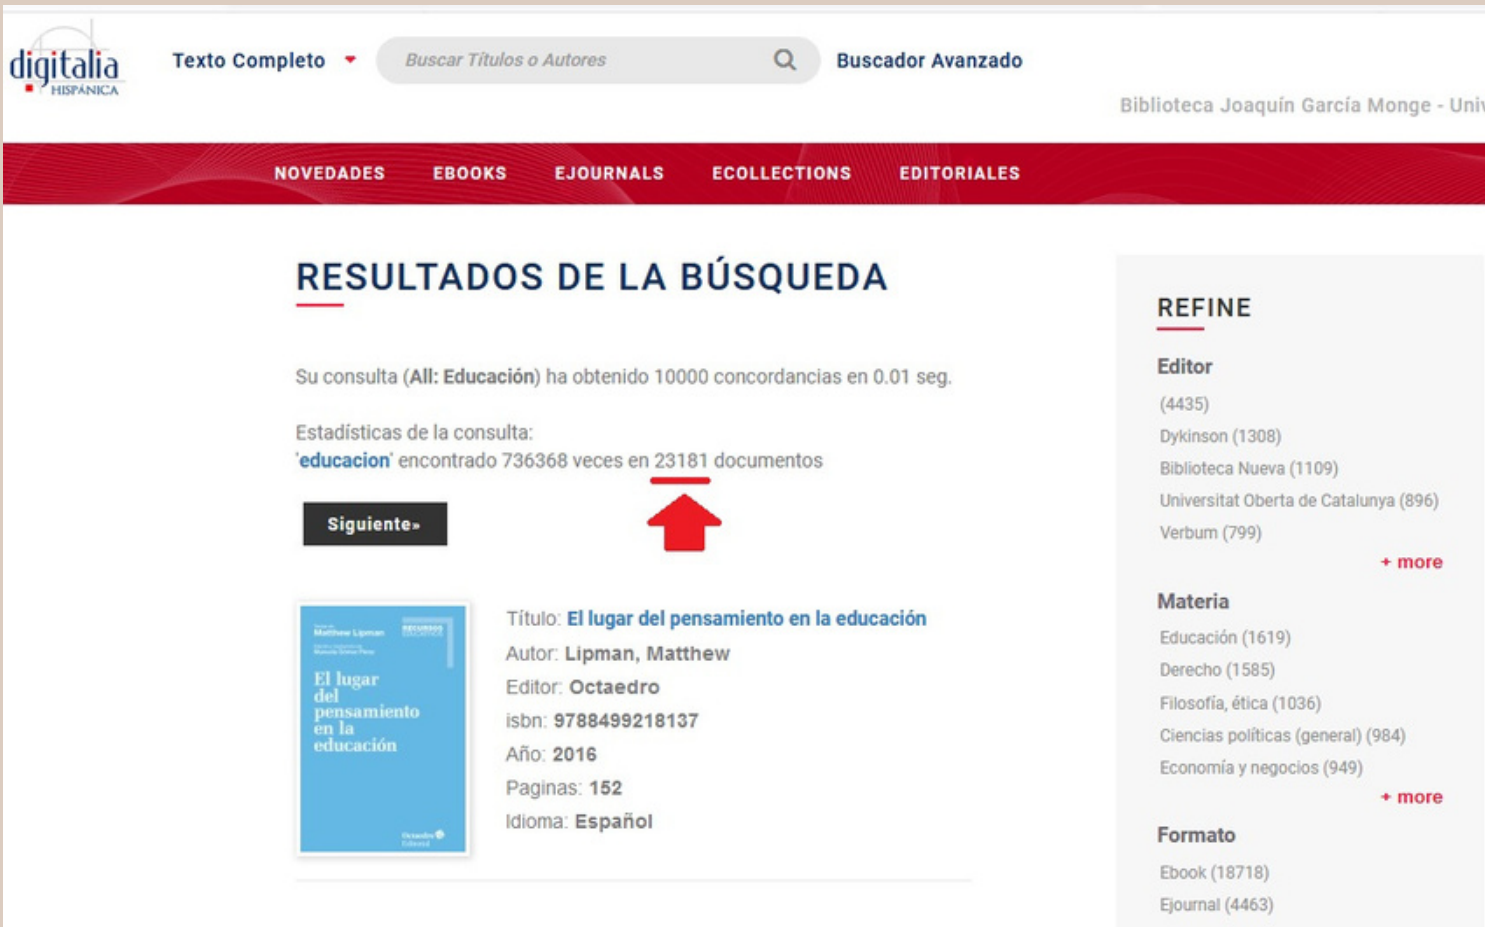 digitalia
HISPÁNICA
Texto Completo
Buscar Títulos o Autores
Buscador Avanzado
Biblioteca Joaquín García Monge - Univ
NOVEDADES EBOOKS EJOURNALS ECOLLECTIONS EDITORIALES
RESULTADOS DE LA BÚSQUEDA
Su consulta (All: Educación) ha obtenido 10000 concordancias en 0.01 seg.
Estadísticas de la consulta:
'educacion' encontrado 736368 veces en 23181 documentos
Siguiente»
Matthew Lipman
RECURSOS
El lugar
del
pensamiento
en la
educación
Octaedro
Editorial
Título: El lugar del pensamiento en la educación
Autor: Lipman, Matthew
Editor: Octaedro
isbn: 9788499218137
Año: 2016
Paginas: 152
Idioma: Español
REFINE
Editor
(4435)
Dykinson (1308)
Biblioteca Nueva (1109)
Universitat Oberta de Catalunya (896)
Verbum (799)
+ more
Materia
Educación (1619)
Derecho (1585)
Filosofía, ética (1036)
Ciencias políticas (general) (984)
Economía y negocios (949)
+ more
Formato
Ebook (18718)
Ejournal (4463)